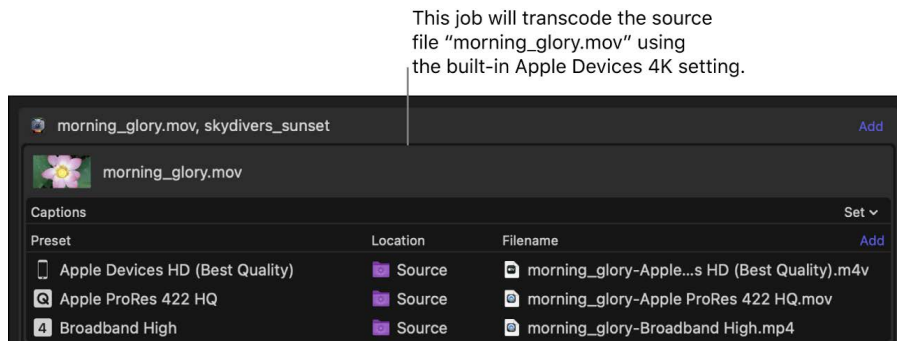 This job will transcode the source
file “morning_glory.mov” using
the built-in Apple Devices 4K setting.
morning_glory.mov, skydivers_sunset Add
morning_glory.mov
Captions Set
Preset Location Filename Add
Apple Devices HD (Best Quality) Source morning_glory-Apple...s HD (Best Quality).m4v
Q Apple ProRes 422 HQ Source morning_glory-Apple ProRes 422 HQ.mov
4 Broadband High Source morning_glory-Broadband High.mp4